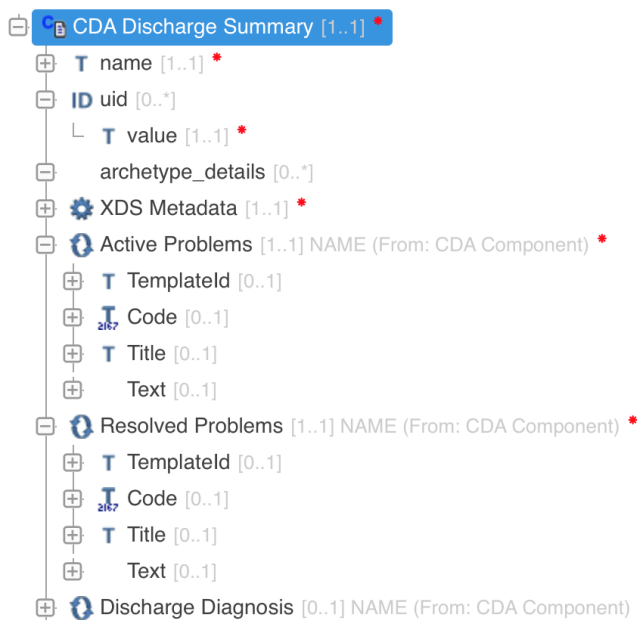 CDA Discharge Summary [1..1] *
T name [1..1] *
ID uid [0..*]
T value [1..1] *
archetype_details [0..*]
XDS Metadata [1..1] *
Active Problems [1..1] NAME (From: CDA Component) *
T TemplateId [0..1]
T 2167 Code [0..1]
T Title [0..1]
Text [0..1]
Resolved Problems [1..1] NAME (From: CDA Component) *
T TemplateId [0..1]
T 2167 Code [0..1]
T Title [0..1]
Text [0..1]
Discharge Diagnosis [0..1] NAME (From: CDA Component)